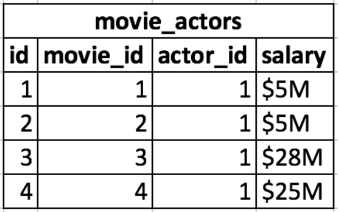 movie_actors
id movie_id actor_id salary
1 1 1 $5M
2 2 1 $5M
3 3 1 $28M
4 4 1 $25M